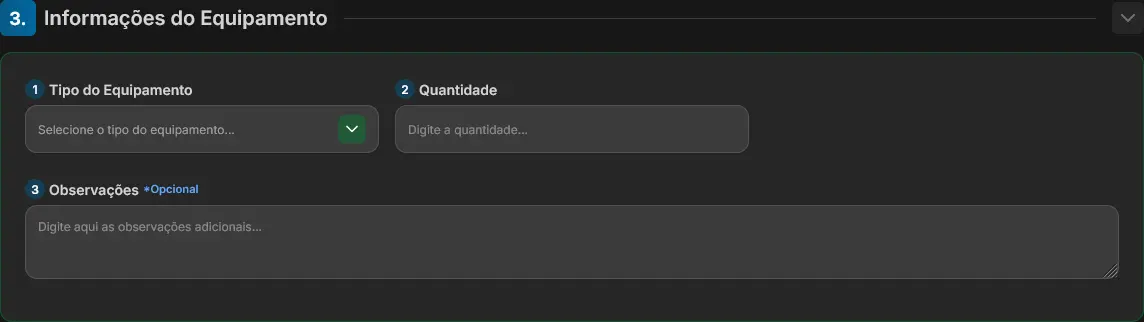 3. Informações do Equipamento
1 Tipo do Equipamento 2 Quantidade
Selecione o tipo do equipamento... Digite a quantidade...
3 Observações *Opcional
Digite aqui as observações adicionais...